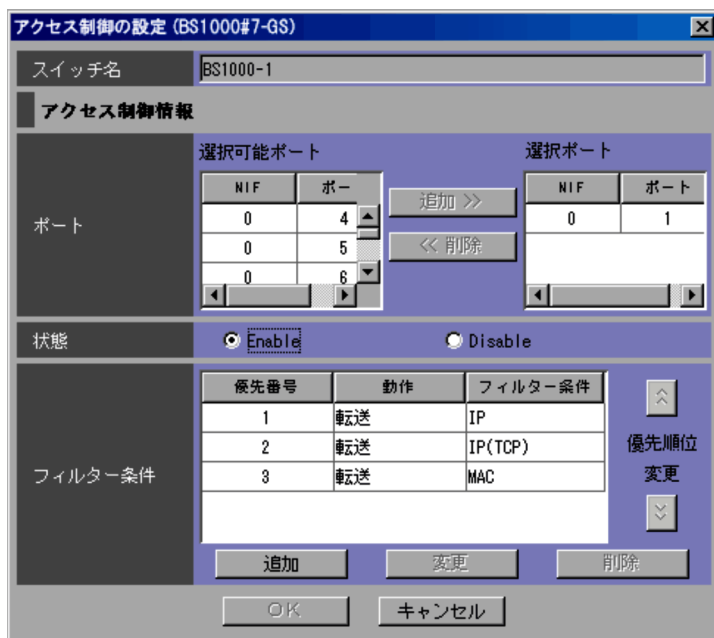 アクセス制御の設定 (BS1000#7-GS)
スイッチ名
BS1000-1
アクセス制御情報
ポート
選択可能ポート
NIF ポー
0 4
0 5
0 6
追加 >>
<< 削除
選択ポート
NIF ポート
0 1
状態
Enable
Disable
フィルター条件
優先番号 動作 フィルター条件
1 転送 IP
2 転送 IP(TCP)
3 転送 MAC
優先順位
変更
追加
変更
削除
OK
キャンセル